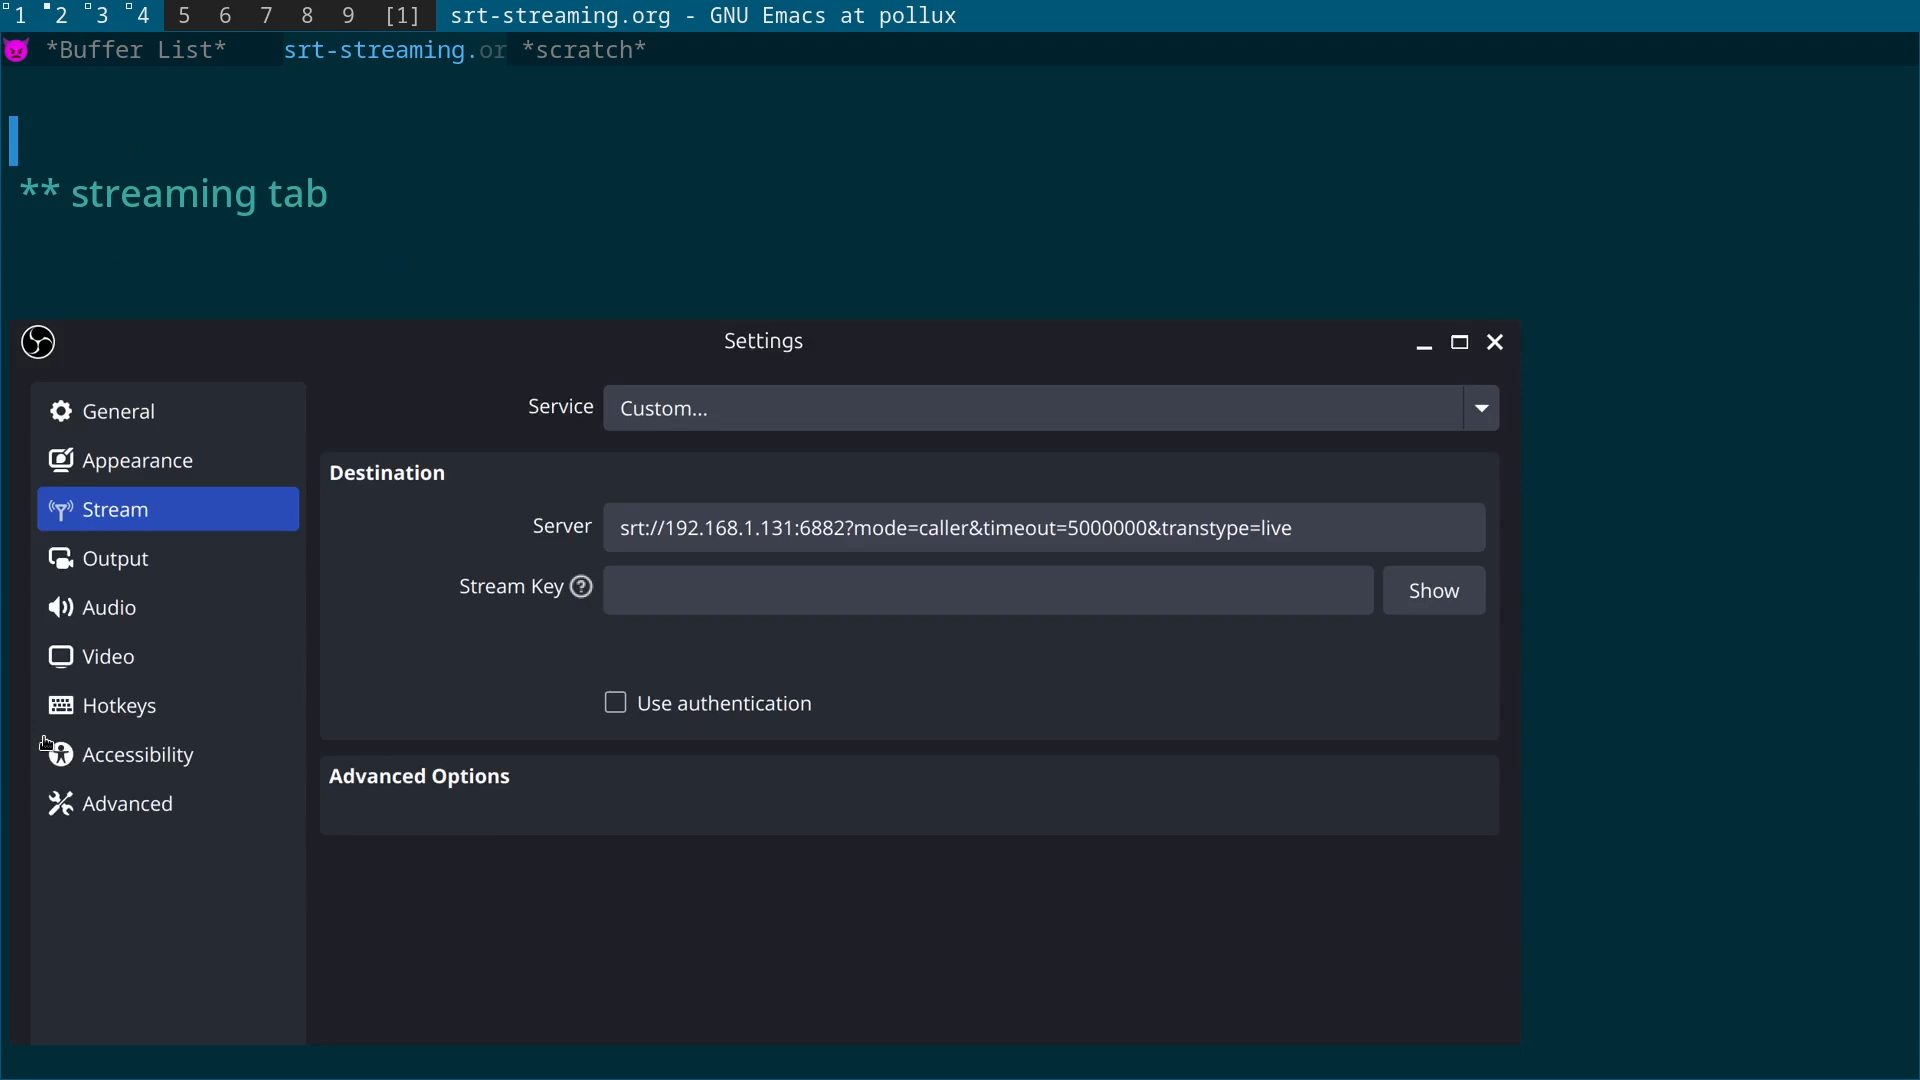 1 2 3 4 5 6 7 8 9 [1] srt-streaming.org - GNU Emacs at pollux
*Buffer List* srt-streaming.or *scratch*
** streaming tab
Settings
General
Appearance
Stream
Output
Audio
Video
Hotkeys
Accessibility
Advanced
Service Custom...
Destination
Server srt://192.168.1.131:6882?mode=caller&timeout=5000000&transtype=live
Stream Key ? Show
Use authentication
Advanced Options